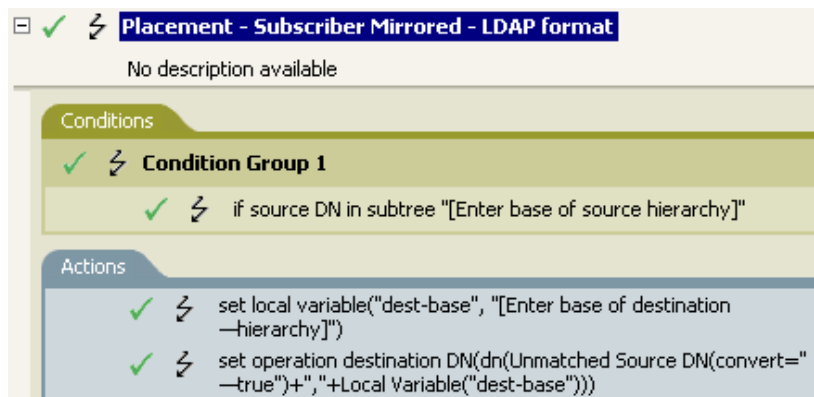 Placement - Subscriber Mirrored - LDAP format
No description available
Conditions
Condition Group 1
if source DN in subtree "[Enter base of source hierarchy]"
Actions
set local variable("dest-base", "[Enter base of destination
—hierarchy]")
set operation destination DN(dn(Unmatched Source DN(convert="
—true")+","+Local Variable("dest-base")))